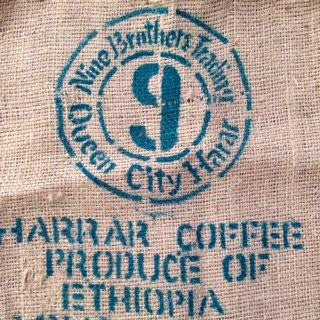 Nine Brothers Trading
9
Queen City Harar
HARRAR COFFEE
PRODUCE OF
ETHIOPIA